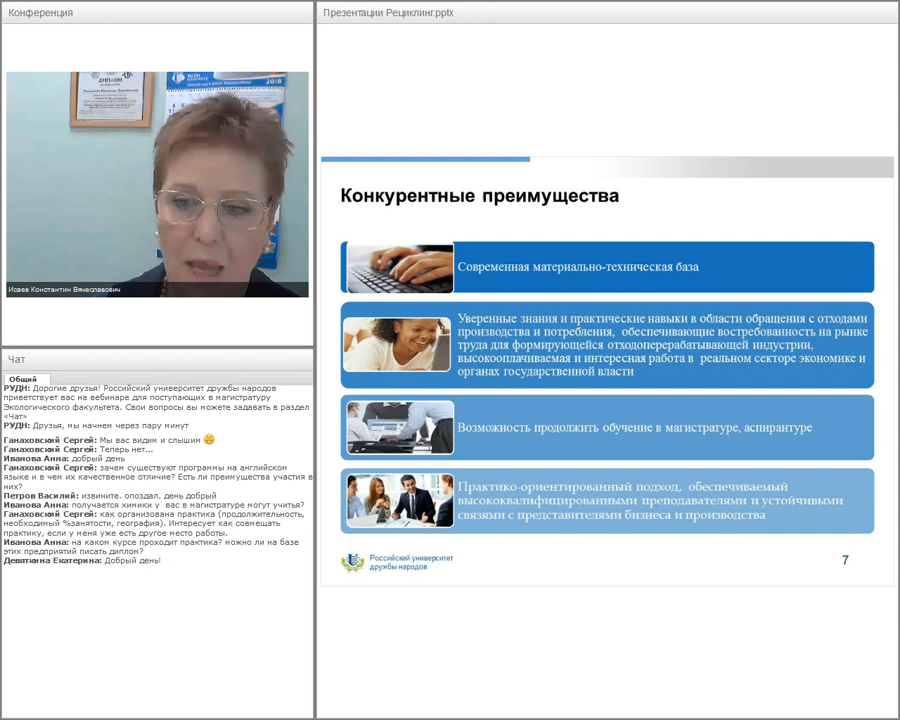 Конференция
ДИПЛОМ
2016
Исаев Константин Вячеславович
Чат
Общий
РУДН: Дорогие друзья! Российский университет дружбы народов
приветствует вас на вебинаре для поступающих в магистратуру
Экологического факультета. Свои вопросы вы можете задавать в раздел
«Чат»
РУДН: Друзья, мы начнем через пару минут
Ганаховский Сергей: Мы вас видим и слышим
Ганаховский Сергей: Теперь нет...
Иванова Анна: добрый день
Ганаховский Сергей: зачем существуют программы на английском
языке и в чем их качественное отличие? Есть ли преимущества участия в
них?
Петров Василий: извините. опоздал. день добрый
Иванова Анна: получается химики у вас в магистратуре могут учиться?
Ганаховский Сергей: как организована практика (продолжительность,
необходимый %занятости, география). Интересует как совмещать
практику, если у меня уже есть другое место работы.
Иванова Анна: на каком курсе проходит практика? можно ли на базе
этих предприятий писать диплом?
Девяткина Екатерина: Добрый день!
Презентации Рециклинг.pptx
Конкурентные преимущества
Современная материально-техническая база
Уверенные знания и практические навыки в области обращения с отходами
производства и потребления, обеспечивающие востребованность на рынке
труда для формирующейся отходоперерабатывающей индустрии,
высокооплачиваемая и интересная работа в реальном секторе экономике и
органах государственной власти
Возможность продолжить обучение в магистратуре, аспирантуре
Практико-ориентированный подход, обеспечиваемый
высококвалифицированными преподавателями и устойчивыми
связями с представителями бизнеса и производства
Российский университет
дружбы народов
7